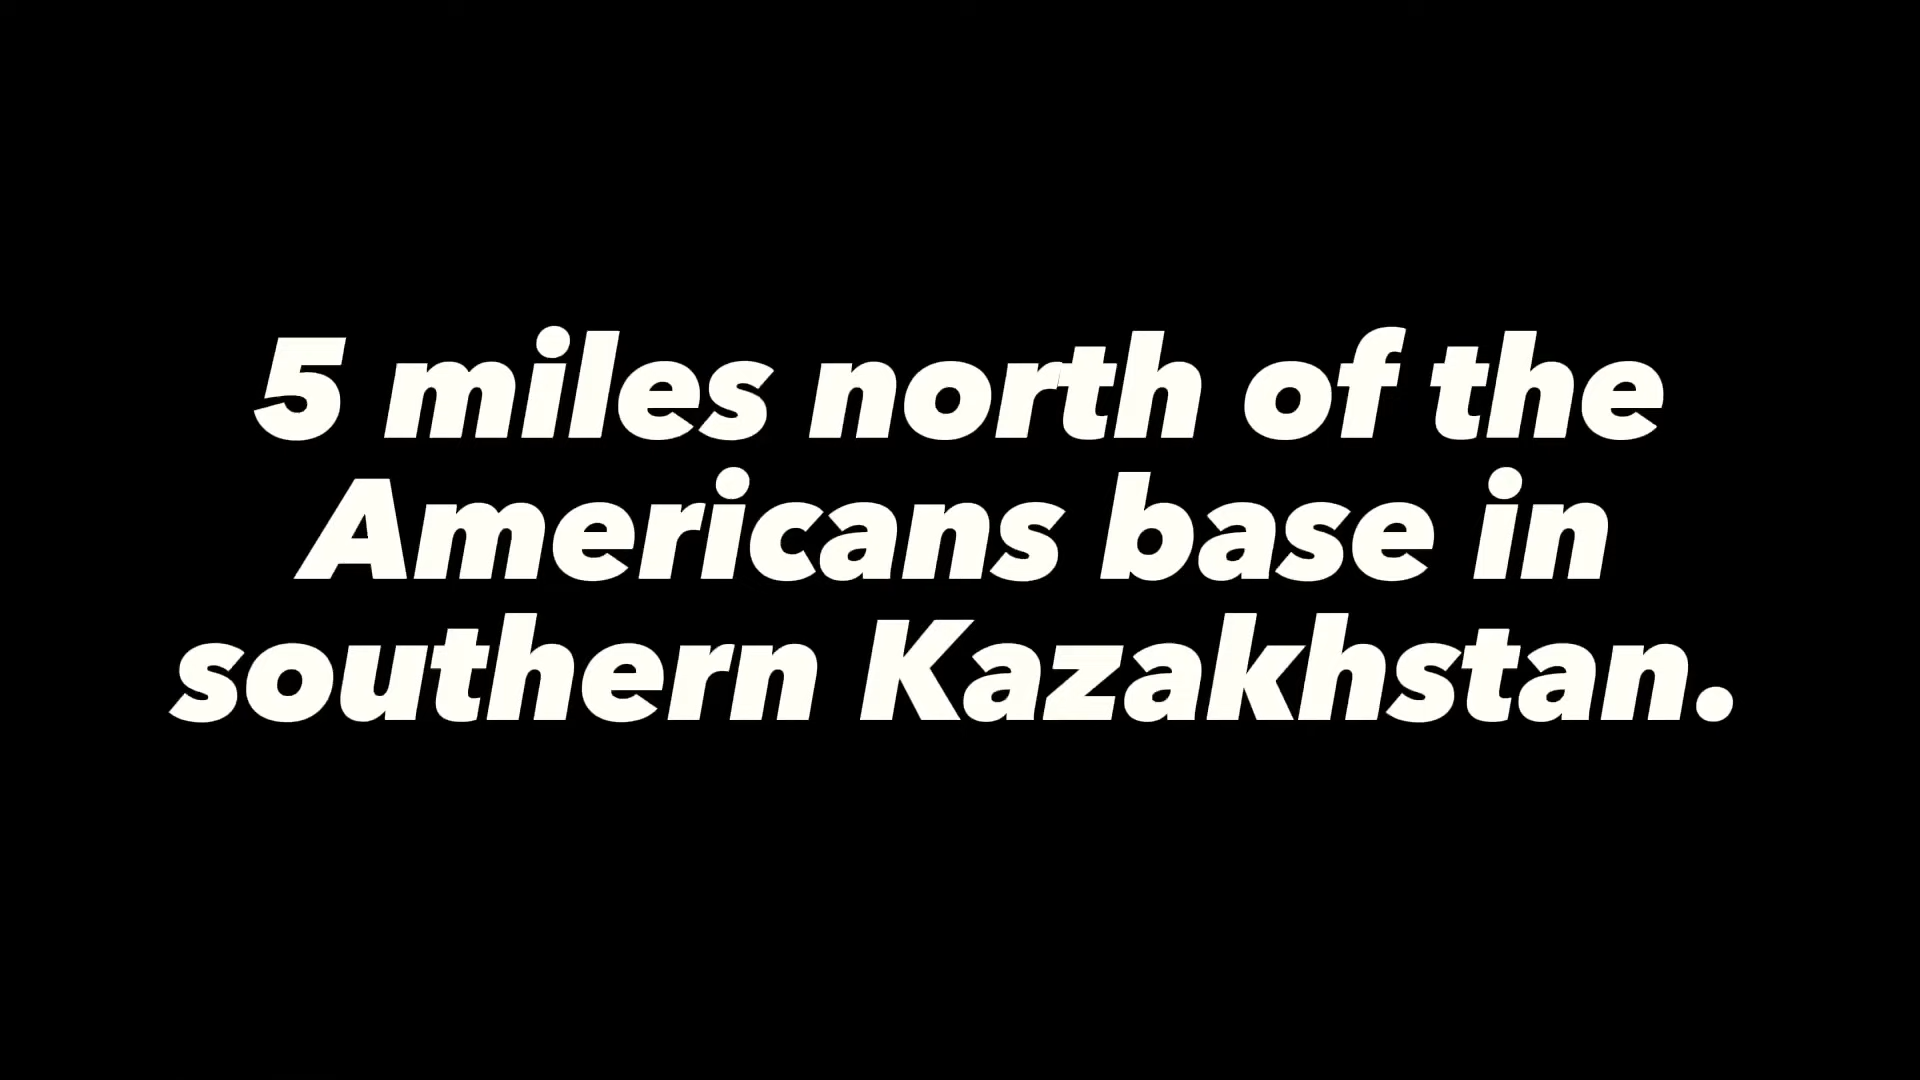 5 miles north of the
Americans base in
southern Kazakhstan.